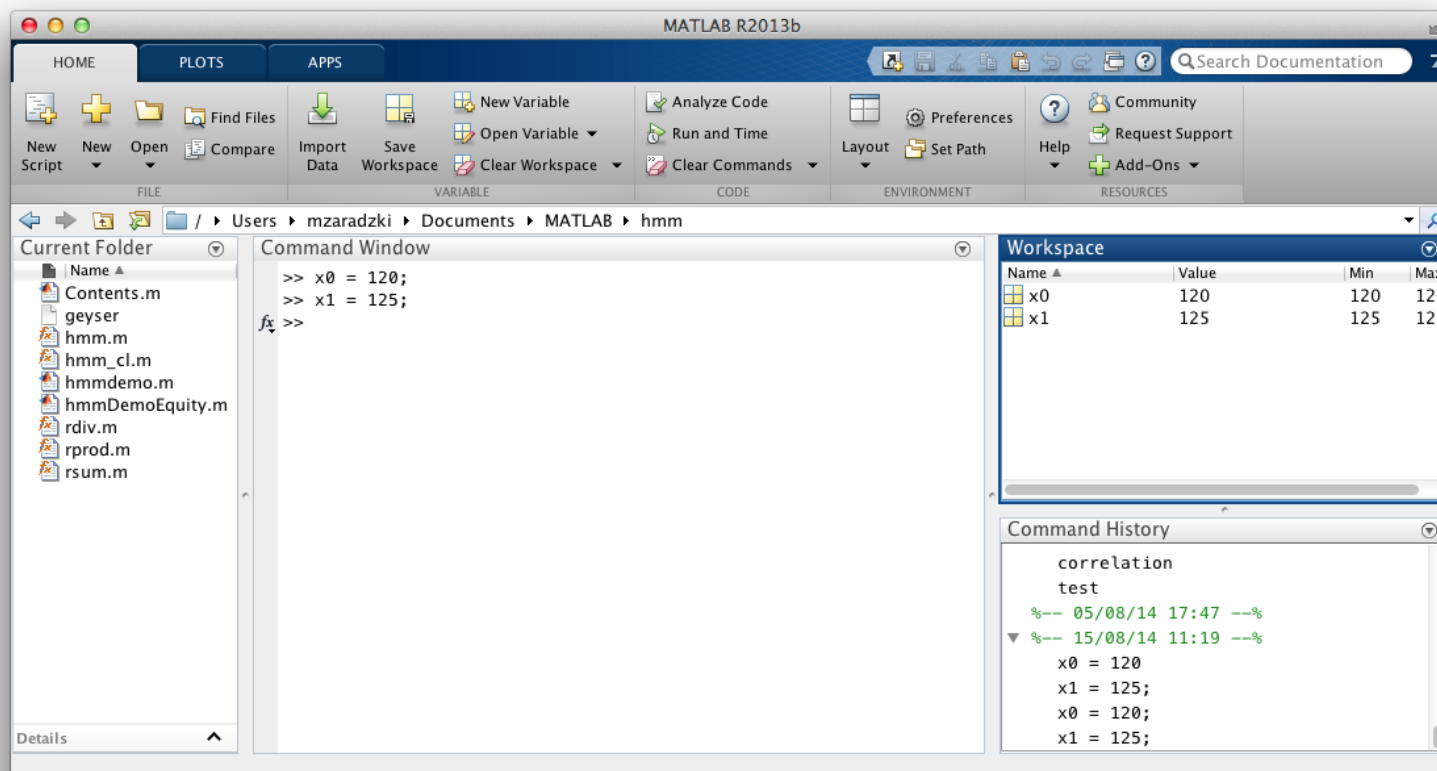 MATLAB R2013b
HOME PLOTS APPS
Search Documentation
New Script
New
Open
Find Files
Compare
FILE
Import Data
Save Workspace
New Variable
Open Variable
Clear Workspace
VARIABLE
Analyze Code
Run and Time
Clear Commands
CODE
Layout
Preferences
Set Path
ENVIRONMENT
Help
Community
Request Support
Add-Ons
RESOURCES
/ Users mzaradzki Documents MATLAB hmm
Current Folder
Name
Contents.m
geyser
hmm.m
hmm_cl.m
hmmdemo.m
hmmDemoEquity.m
rdiv.m
rprod.m
rsum.m
Details
Command Window
>> x0 = 120;
>> x1 = 125;
fx >>
Workspace
Name Value Min
x0 120 120
x1 125 125
Command History
correlation
test
%-- 05/08/14 17:47 --%
%-- 15/08/14 11:19 --%
x0 = 120
x1 = 125;
x0 = 120;
x1 = 125;